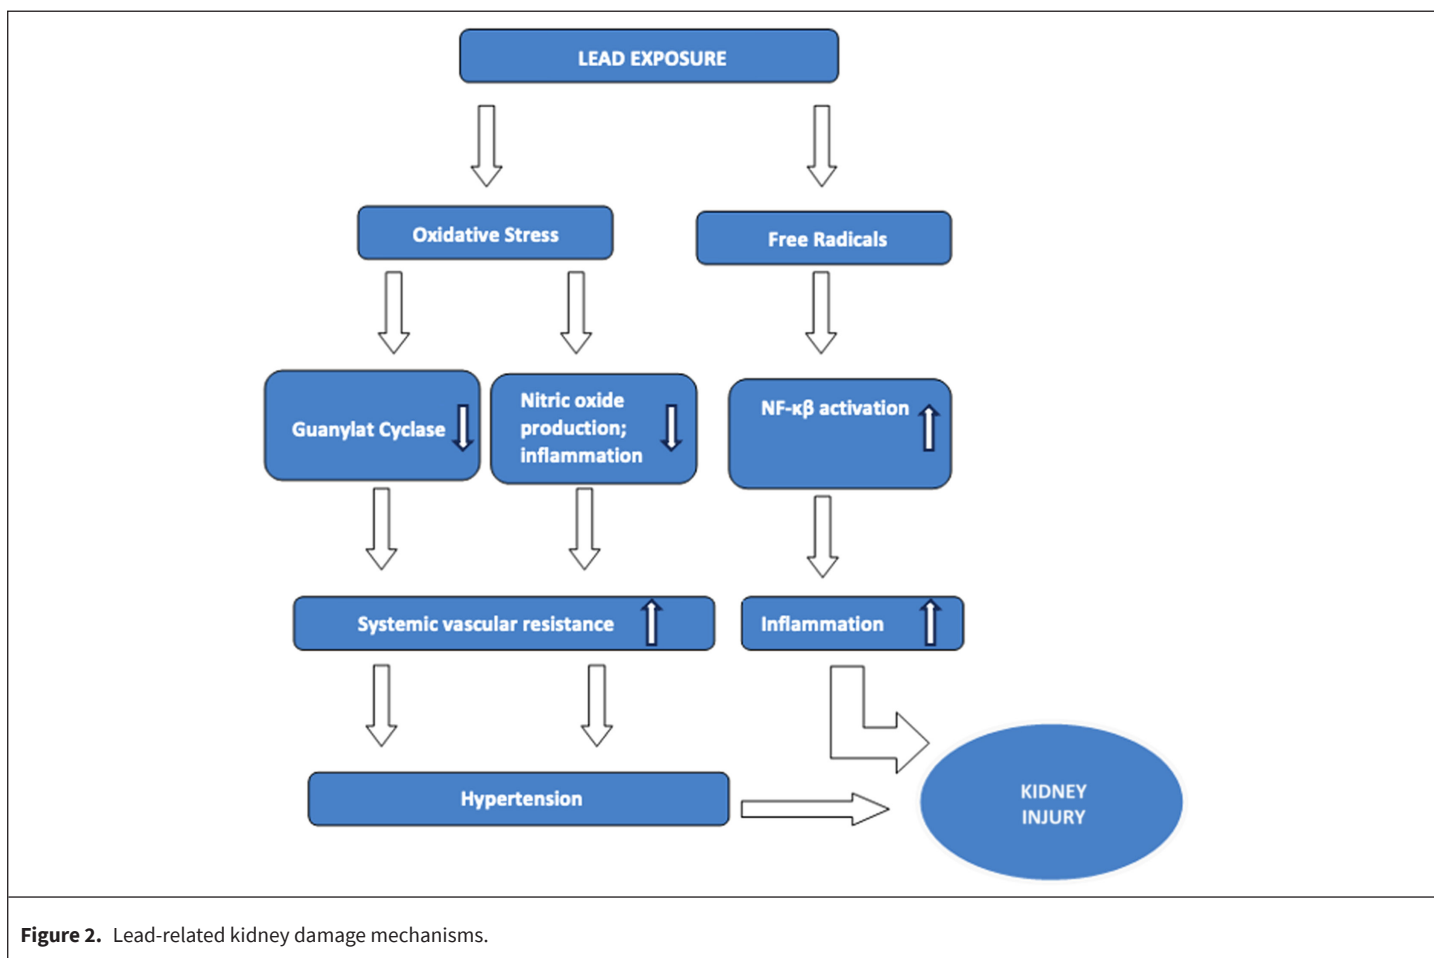 LEAD EXPOSURE
Oxidative Stress
Free Radicals
Guanylat Cyclase
Nitric oxide
production;
inflammation
NF-κβ activation
Systemic vascular resistance
Inflammation
Hypertension
KIDNEY
INJURY
Figure 2. Lead-related kidney damage mechanisms.